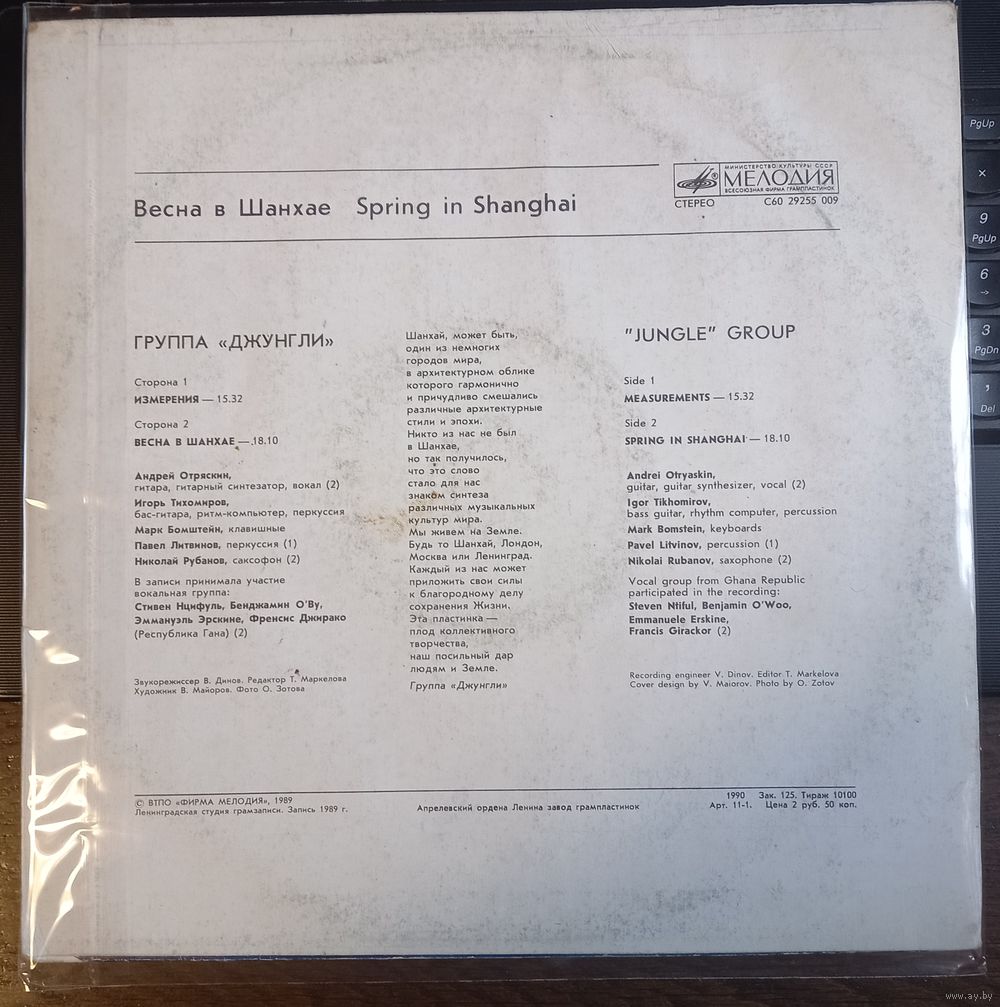 Весна в Шанхае Spring in Shanghai
МИНИСТЕРСТВО КУЛЬТУРЫ СССР
МЕЛОДИЯ
ВСЕСОЮЗНАЯ ФИРМА ГРАМПЛАСТИНОК
СТЕРЕО С60 29255 009
ГРУППА «ДЖУНГЛИ»
Сторона 1
ИЗМЕРЕНИЯ — 15.32
Сторона 2
ВЕСНА В ШАНХАЕ — 18.10
Андрей Отряскин,
гитара, гитарный синтезатор, вокал (2)
Игорь Тихомиров,
бас-гитара, ритм-компьютер, перкуссия
Марк Бомштейн, клавишные
Павел Литвинов, перкуссия (1)
Николай Рубанов, саксофон (2)
В записи принимала участие
вокальная группа:
Стивен Нцифуль, Бенджамин О'Ву,
Эммануэль Эрскине, Френсис Джирако
(Республика Гана) (2)
Звукорежиссер В. Динов. Редактор Т. Маркелова
Художник В. Майоров. Фото О. Зотова
Шанхай, может быть,
один из немногих
городов мира,
в архитектурном облике
которого гармонично
и причудливо смешались
различные архитектурные
стили и эпохи.
Никто из нас не был
в Шанхае,
но так получилось,
что это слово
стало для нас
знаком синтеза
различных музыкальных
культур мира.
Мы живем на Земле.
Будь то Шанхай, Лондон,
Москва или Ленинград.
Каждый из нас может
приложить свои силы
к благородному делу
сохранения Жизни.
Эта пластинка —
плод коллективного
творчества,
наш посильный дар
людям и Земле.
Группа «Джунгли»
"JUNGLE" GROUP
Side 1
MEASUREMENTS — 15.32
Side 2
SPRING IN SHANGHAI — 18.10
Andrei Otryaskin,
guitar, guitar synthesizer, vocal (2)
Igor Tikhomirov,
bass guitar, rhythm computer, percussion
Mark Bomstein, keyboards
Pavel Litvinov, percussion (1)
Nikolai Rubanov, saxophone (2)
Vocal group from Ghana Republic
participated in the recording:
Steven Ntiful, Benjamin O'Woo,
Emmanuele Erskine,
Francis Girackor (2)
Recording engineer V. Dinov. Editor T. Markelova
Cover design by V. Maiorov. Photo by O. Zotov
© ВТПО «ФИРМА МЕЛОДИЯ», 1989
Ленинградская студия грамзаписи. Запись 1989 г.
Апрелевский ордена Ленина завод грампластинок
1990 Зак. 125. Тираж 10100
Арт. 11-1. Цена 2 руб. 50 коп.
PgUp
×
9
PgUp
6
→
3
PgDn
,
Del
www.ay.by